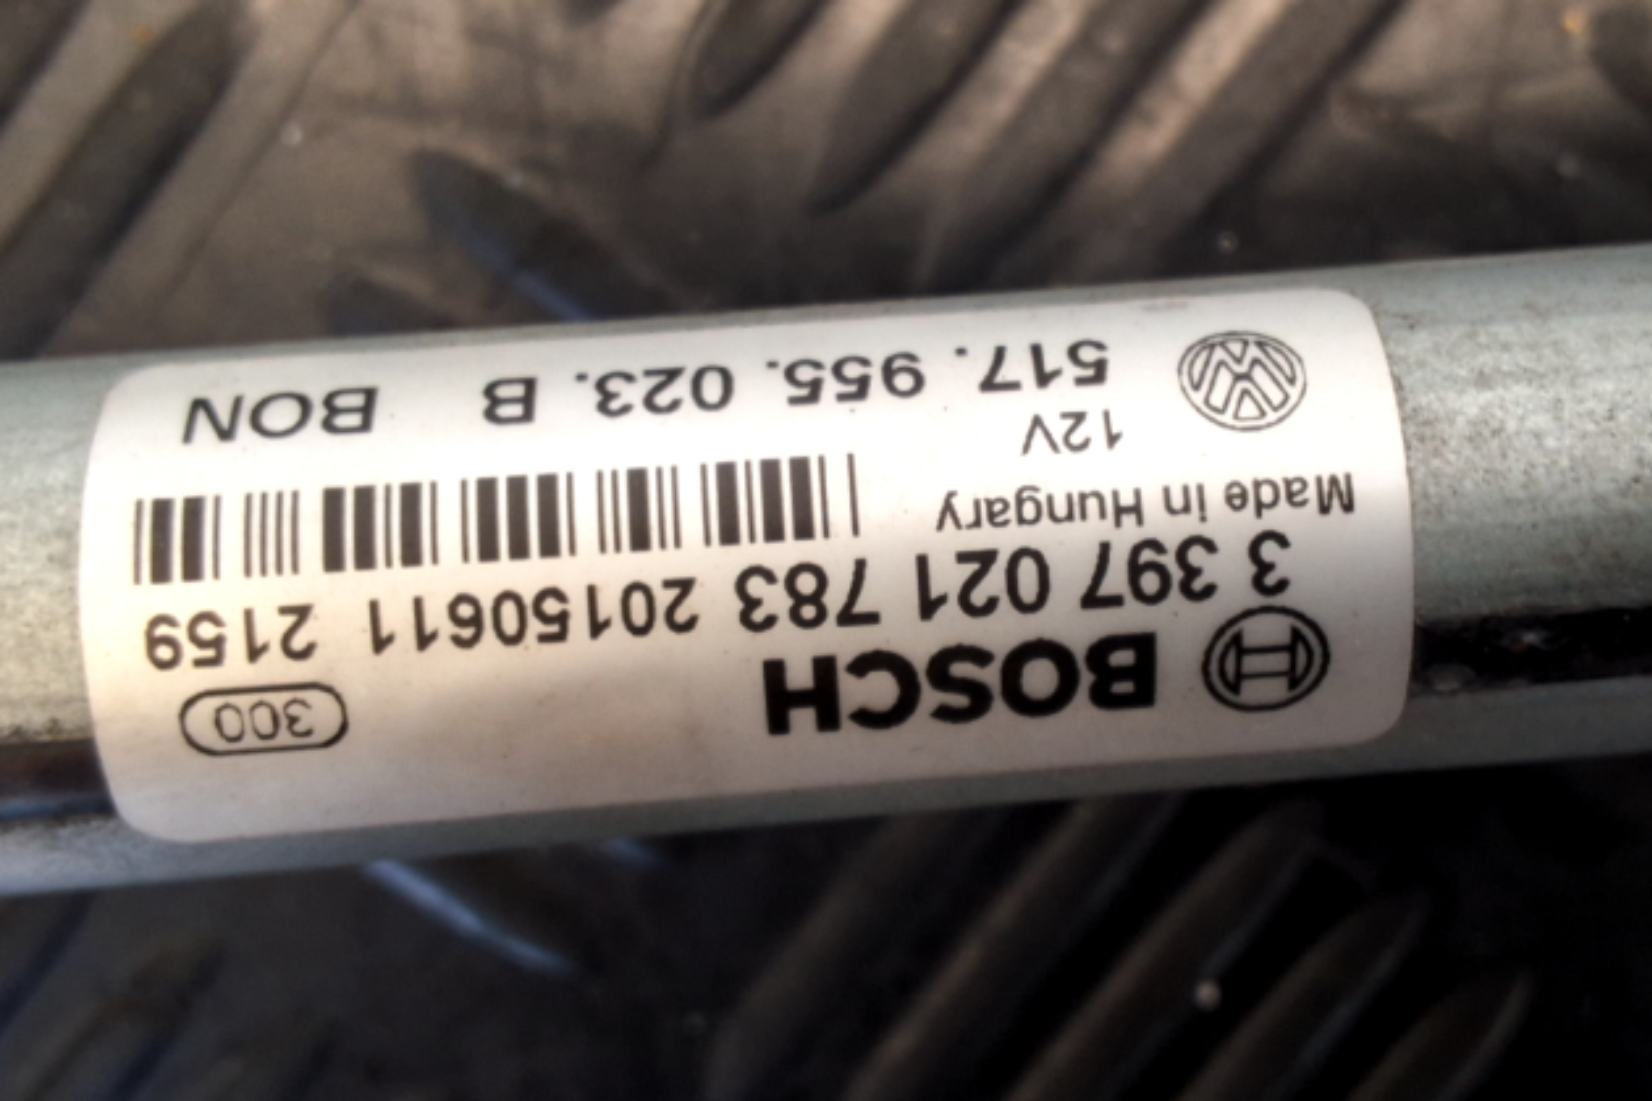 300
BOSCH
3 397 021 783 20150611 2159
Made in Hungary
12V
517. 955. 023. B BON